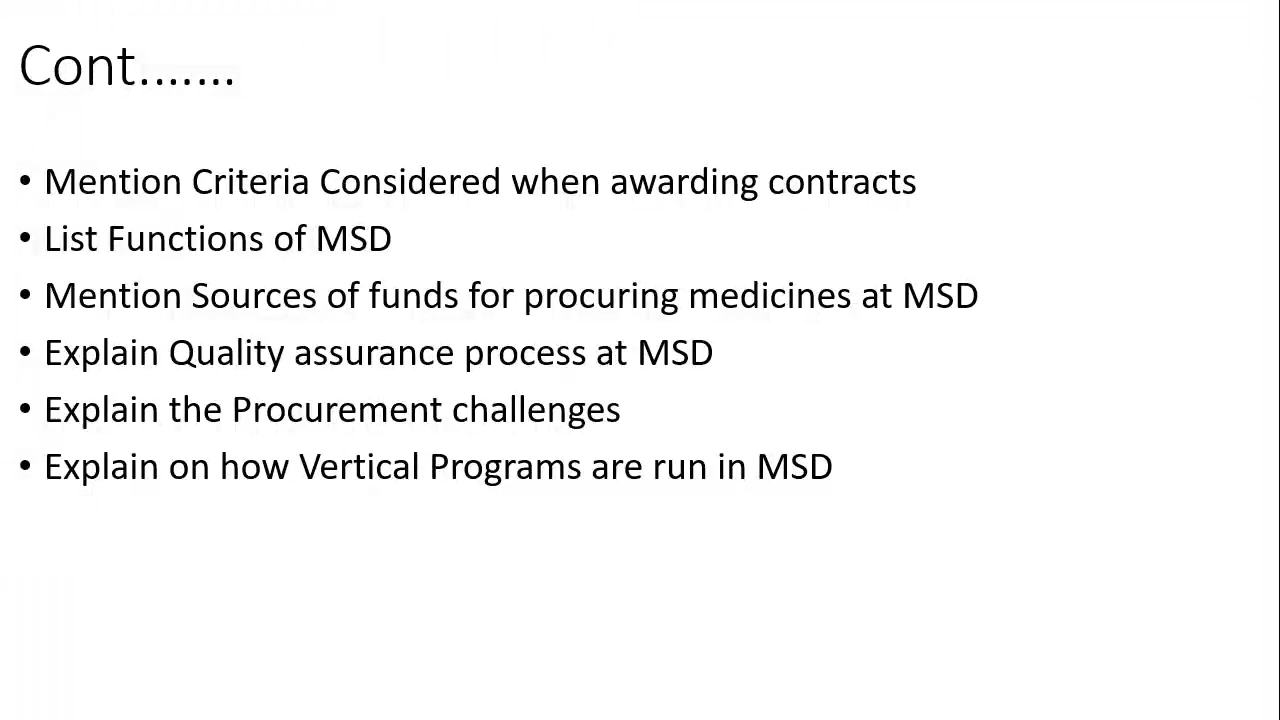 Cont.......
• Mention Criteria Considered when awarding contracts
• List Functions of MSD
• Mention Sources of funds for procuring medicines at MSD
• Explain Quality assurance process at MSD
• Explain the Procurement challenges
• Explain on how Vertical Programs are run in MSD